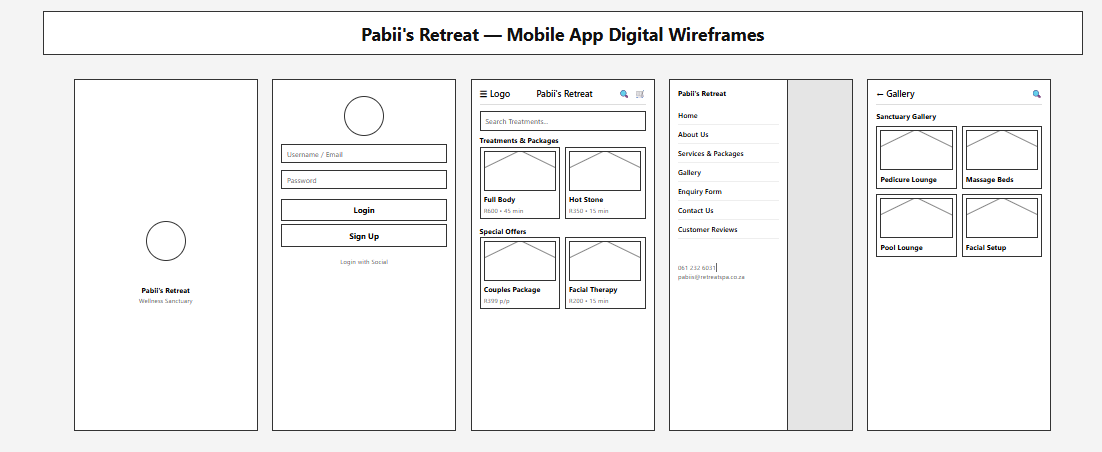 Pabii's Retreat — Mobile App Digital Wireframes
Pabii's Retreat
Wellness Sanctuary
Username / Email
Password
Login
Sign Up
Login with Social
☰ Logo Pabii's Retreat 🔍 🛒
Search Treatments...
Treatments & Packages
Full Body
R600 • 45 min
Hot Stone
R350 • 15 min
Special Offers
Couples Package
R399 p/p
Facial Therapy
R200 • 15 min
Pabii's Retreat
Home
About Us
Services & Packages
Gallery
Enquiry Form
Contact Us
Customer Reviews
061 232 6031
pabiis@retreatspa.co.za
← Gallery 🔍
Sanctuary Gallery
Pedicure Lounge
Massage Beds
Pool Lounge
Facial Setup